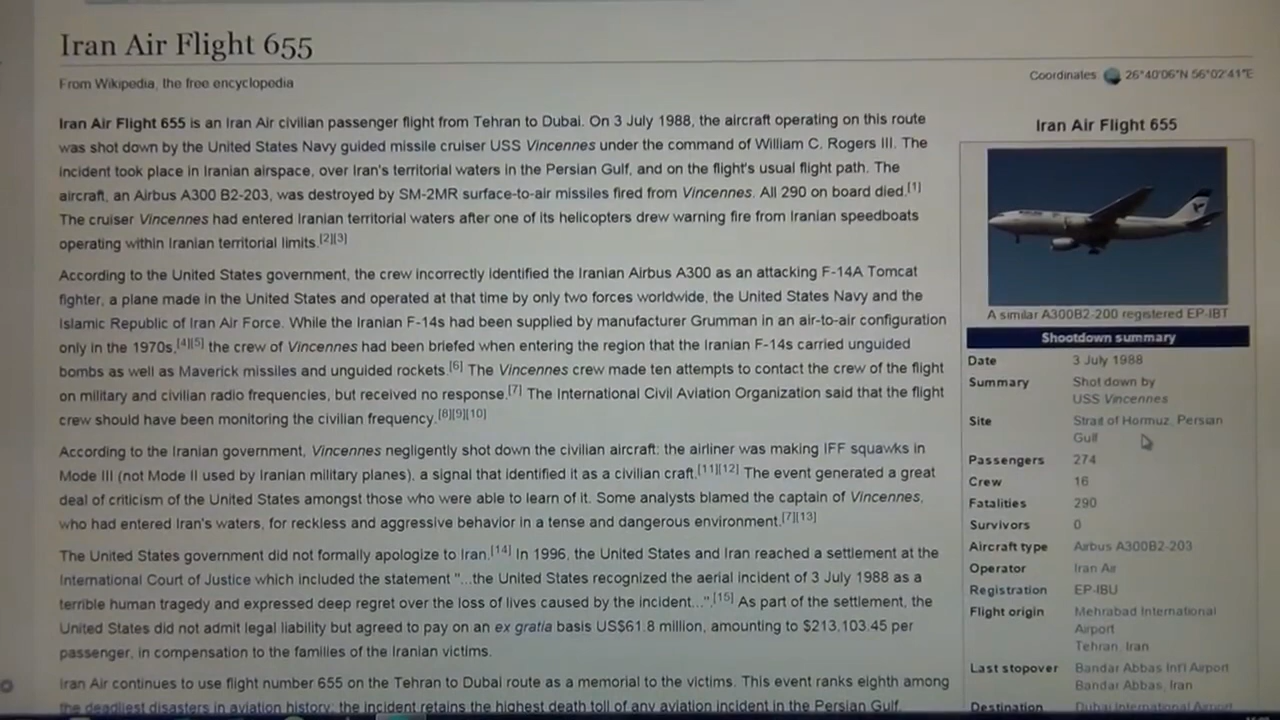 Iran Air Flight 655
From Wikipedia, the free encyclopedia
Coordinates 26°40′06″N 56°02′41″E
Iran Air Flight 655 is an Iran Air civilian passenger flight from Tehran to Dubai. On 3 July 1988, the aircraft operating on this route
was shot down by the United States Navy guided missile cruiser USS Vincennes under the command of William C. Rogers III. The
incident took place in Iranian airspace, over Iran's territorial waters in the Persian Gulf, and on the flight's usual flight path. The
aircraft, an Airbus A300 B2-203, was destroyed by SM-2MR surface-to-air missiles fired from Vincennes. All 290 on board died.[1]
The cruiser Vincennes had entered Iranian territorial waters after one of its helicopters drew warning fire from Iranian speedboats
operating within Iranian territorial limits.[2][3]
According to the United States government, the crew incorrectly identified the Iranian Airbus A300 as an attacking F-14A Tomcat
fighter, a plane made in the United States and operated at that time by only two forces worldwide, the United States Navy and the
Islamic Republic of Iran Air Force. While the Iranian F-14s had been supplied by manufacturer Grumman in an air-to-air configuration
only in the 1970s,[4][5] the crew of Vincennes had been briefed when entering the region that the Iranian F-14s carried unguided
bombs as well as Maverick missiles and unguided rockets.[6] The Vincennes crew made ten attempts to contact the crew of the flight
on military and civilian radio frequencies, but received no response.[7] The International Civil Aviation Organization said that the flight
crew should have been monitoring the civilian frequency.[8][9][10]
According to the Iranian government, Vincennes negligently shot down the civilian aircraft: the airliner was making IFF squawks in
Mode III (not Mode II used by Iranian military planes), a signal that identified it as a civilian craft.[11][12] The event generated a great
deal of criticism of the United States amongst those who were able to learn of it. Some analysts blamed the captain of Vincennes,
who had entered Iran's waters, for reckless and aggressive behavior in a tense and dangerous environment.[7][13]
The United States government did not formally apologize to Iran.[14] In 1996, the United States and Iran reached a settlement at the
International Court of Justice which included the statement "...the United States recognized the aerial incident of 3 July 1988 as a
terrible human tragedy and expressed deep regret over the loss of lives caused by the incident...".[15] As part of the settlement, the
United States did not admit legal liability but agreed to pay on an ex gratia basis US$61.8 million, amounting to $213,103.45 per
passenger, in compensation to the families of the Iranian victims.
Iran Air continues to use flight number 655 on the Tehran to Dubai route as a memorial to the victims. This event ranks eighth among
the deadliest disasters in aviation history; the incident retains the highest death toll of any aviation incident in the Persian Gulf.
Iran Air Flight 655
A similar A300B2-200 registered EP-IBT
Shootdown summary
Date 3 July 1988
Summary Shot down by
USS Vincennes
Site Strait of Hormuz, Persian
Gulf
Passengers 274
Crew 16
Fatalities 290
Survivors 0
Aircraft type Airbus A300B2-203
Operator Iran Air
Registration EP-IBU
Flight origin Mehrabad International
Airport
Tehran, Iran
Last stopover Bandar Abbas Int'l Airport
Bandar Abbas, Iran
Destination Dubai International Airport